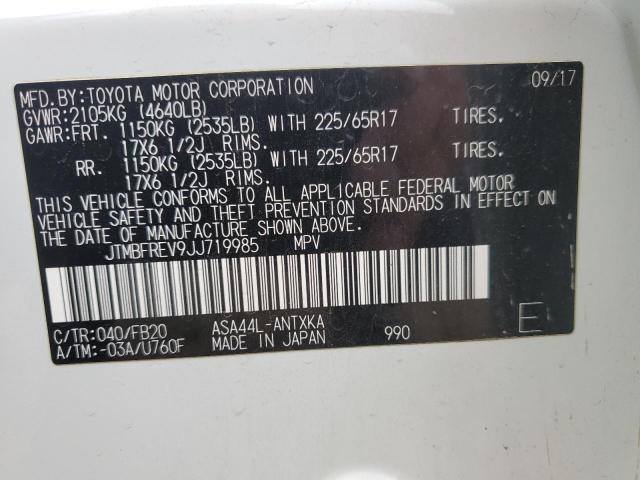 MFD.BY:TOYOTA MOTOR CORPORATION 09/17
GVWR:2105KG (4640LB)
GAWR:FRT. 1150KG (2535LB) WITH 225/65R17 TIRES.
17X6 1/2J RIMS.
RR. 1150KG (2535LB) WITH 225/65R17 TIRES.
17X6 1/2J RIMS.
THIS VEHICLE CONFORMS TO ALL APPLICABLE FEDERAL MOTOR
VEHICLE SAFETY AND THEFT PREVENTION STANDARDS IN EFFECT ON
THE DATE OF MANUFACTURE SHOWN ABOVE.
JTMBFREV9JJ719985 MPV
C/TR:040/FB20 ASA44L-ANTXKA E
A/TM:-03A/U760F MADE IN JAPAN 990